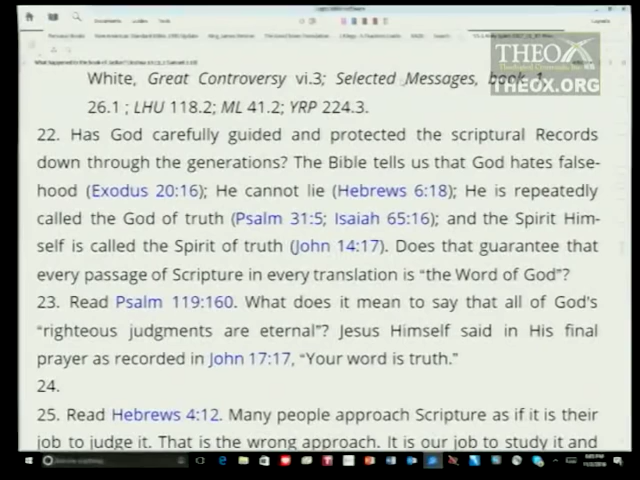 Logos Bible Software
Documents Guides Tools
THEOX
THEOX.ORG
White, Great Controversy vi.3; Selected Messages, book 1
26.1 ; LHU 118.2; ML 41.2; YRP 224.3.
22. Has God carefully guided and protected the scriptural Records
down through the generations? The Bible tells us that God hates false-
hood (Exodus 20:16); He cannot lie (Hebrews 6:18); He is repeatedly
called the God of truth (Psalm 31:5; Isaiah 65:16); and the Spirit Him-
self is called the Spirit of truth (John 14:17). Does that guarantee that
every passage of Scripture in every translation is “the Word of God”?
23. Read Psalm 119:160. What does it mean to say that all of God's
“righteous judgments are eternal”? Jesus Himself said in His final
prayer as recorded in John 17:17, “Your word is truth.”
24.
25. Read Hebrews 4:12. Many people approach Scripture as if it is their
job to judge it. That is the wrong approach. It is our job to study it and